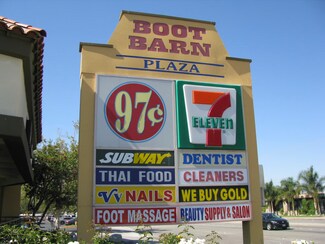 BOOT
BARN
PLAZA
97¢
7
ELEVEN
SUBWAY
DENTIST
THAI FOOD
CLEANERS
VV NAILS
WE BUY GOLD
FOOT MASSAGE
BEAUTY SUPPLY & SALON